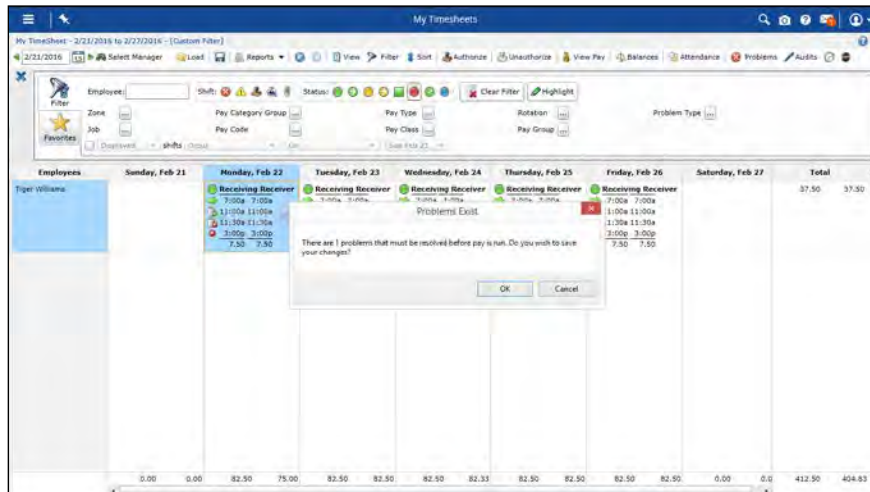 My Timesheets
My TimeSheet - 2/21/2016 to 2/27/2016 - [Custom Filter]
2/21/2016 Select Manager Load Reports View Filter Sort Authorize Unauthorize View Pay Balances Attendance Problems Audits
Filter
Favorites
Employee: Shift: Status: Clear Filter Highlight
Zone Pay Category Group Pay Type Rotation Problem Type
Job Pay Code Pay Class Pay Group
shifts
Employees Sunday, Feb 21 Monday, Feb 22 Tuesday, Feb 23 Wednesday, Feb 24 Thursday, Feb 25 Friday, Feb 26 Saturday, Feb 27 Total
Tiger Williams Receiving Receiver Receiving Receiver Receiving Receiver Receiving Receiver Receiving Receiver 37.50 37.50
7:00a 7:00a 7:00a 7:00a
11:00a 11:00a 1:00a 11:00a
11:30a 11:30a 1:30a 11:30a
3:00p 3:00p 3:00p 3:00p
7.50 7.50 7.50 7.50
Problems Exist
There are 1 problems that must be resolved before pay is run. Do you wish to save
your changes?
OK Cancel
0.00 0.00 82.50 75.00 82.50 82.50 82.50 82.33 82.50 82.50 82.50 82.50 0.00 0.0 412.50 404.83